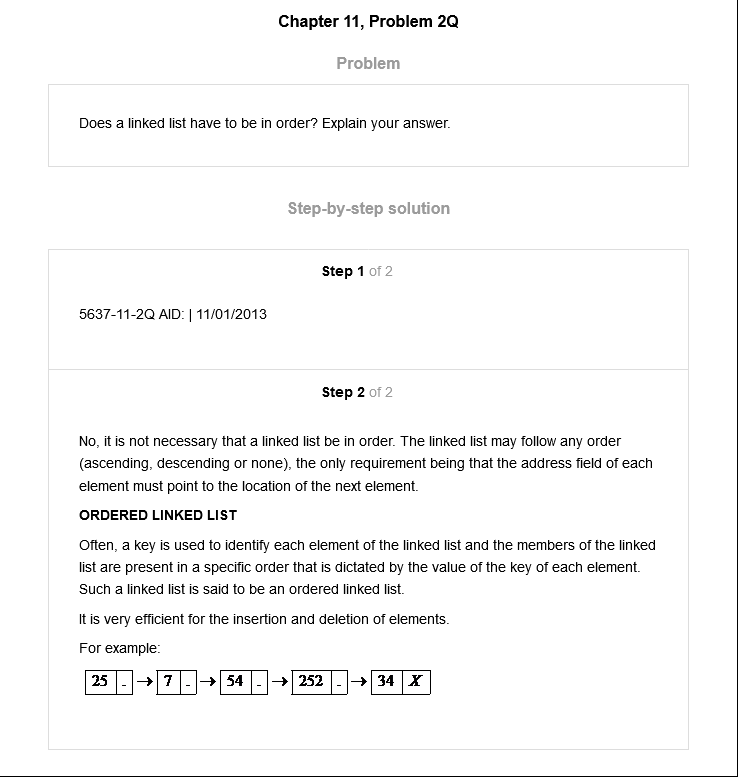 Chapter 11, Problem 2Q
Problem
Does a linked list have to be in order? Explain your answer.
Step-by-step solution
Step 1 of 2
5637-11-2Q AID: | 11/01/2013
Step 2 of 2
No, it is not necessary that a linked list be in order. The linked list may follow any order
(ascending, descending or none), the only requirement being that the address field of each
element must point to the location of the next element.
ORDERED LINKED LIST
Often, a key is used to identify each element of the linked list and the members of the linked
list are present in a specific order that is dictated by the value of the key of each element.
Such a linked list is said to be an ordered linked list.
It is very efficient for the insertion and deletion of elements.
For example:
25 - → 7 - → 54 - → 252 - → 34 X